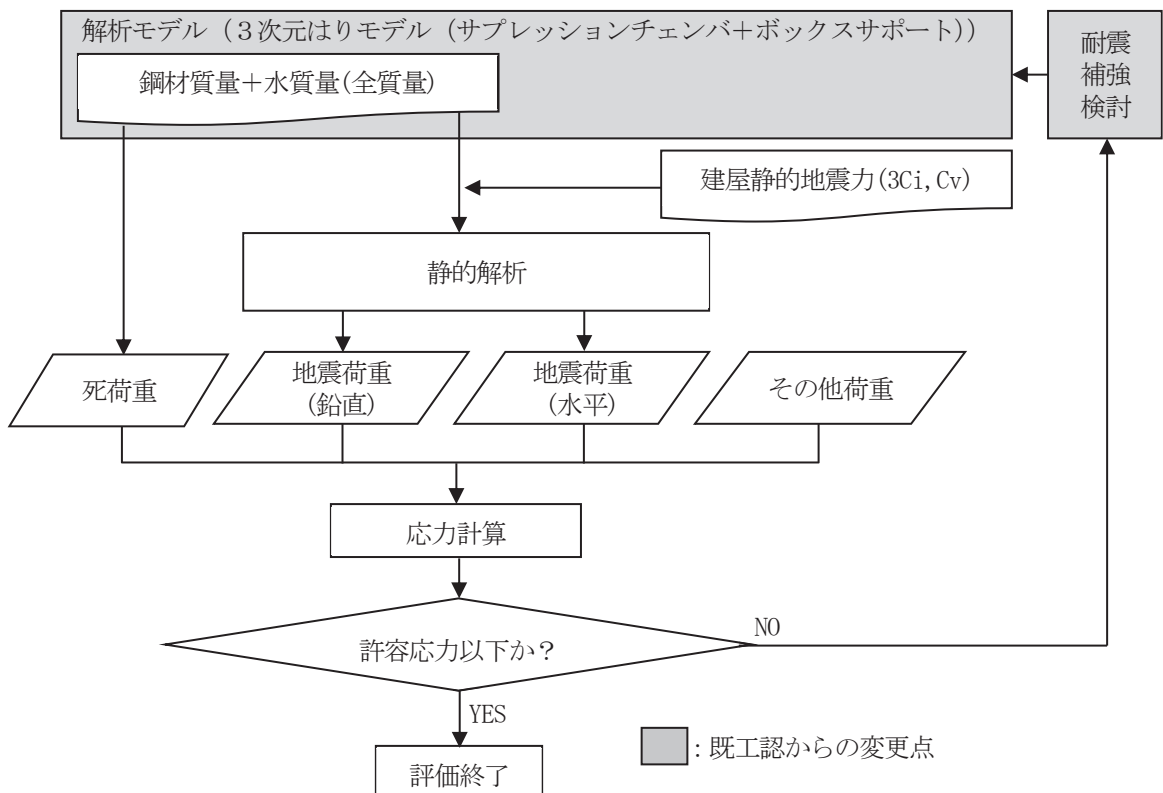 解析モデル（３次元はりモデル（サプレッションチェンバ＋ボックスサポート））
鋼材質量＋水質量(全質量)
耐震
補強
検討
建屋静的地震力(3Ci,Cv)
静的解析
死荷重
地震荷重
(鉛直)
地震荷重
(水平)
その他荷重
応力計算
許容応力以下か？
NO
YES
評価終了
：既工認からの変更点